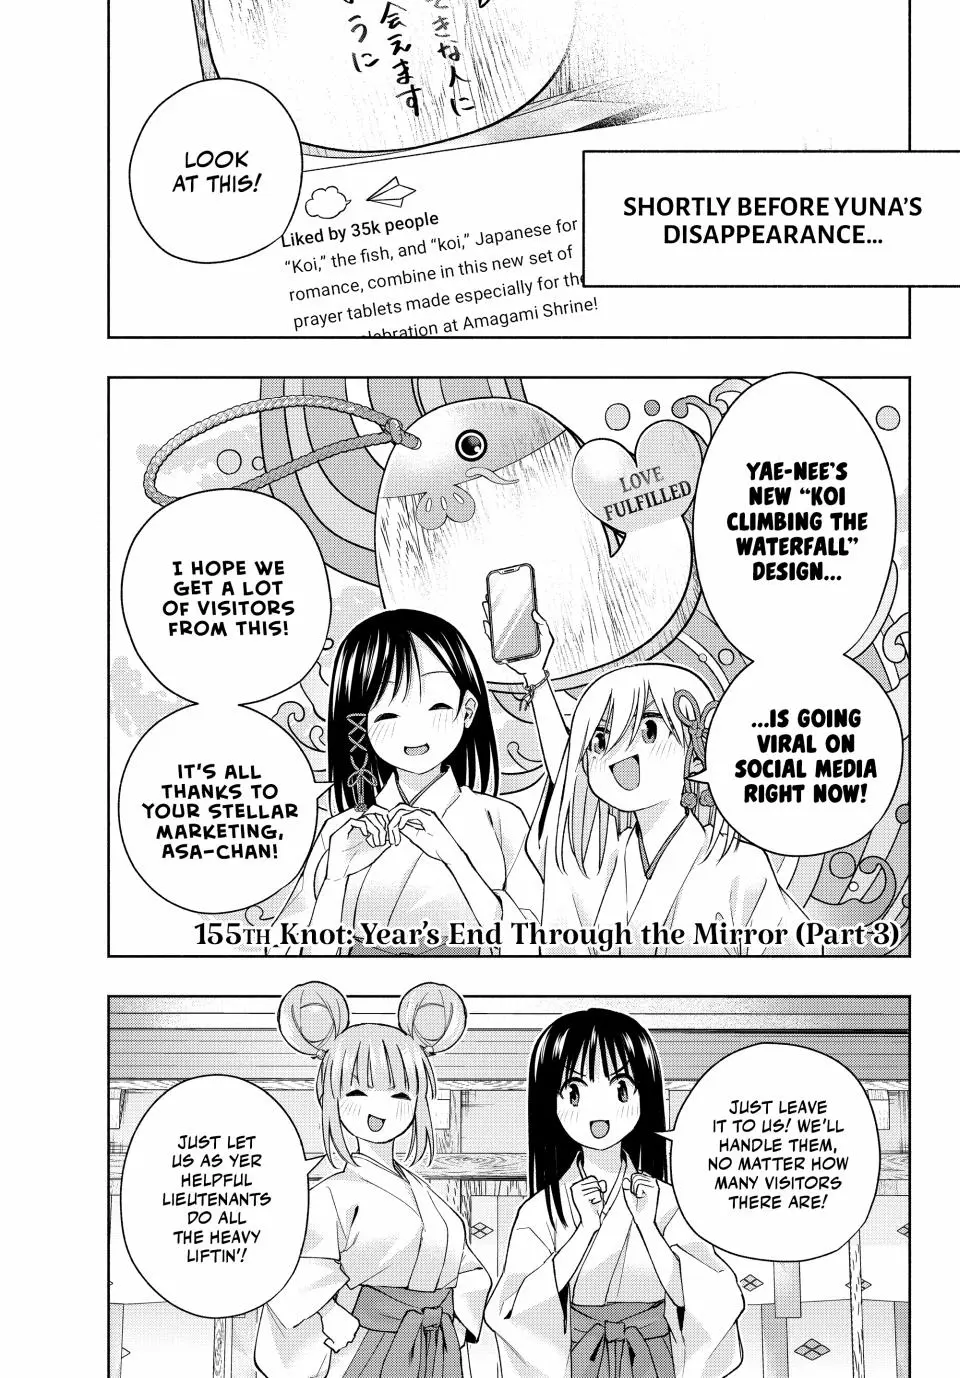 てきな人に
会えます
うに
LOOK
AT THIS!
SHORTLY BEFORE YUNA'S
DISAPPEARANCE...
Liked by 35k people
"Koi," the fish, and "koi," Japanese for
romance, combine in this new set of
prayer tablets made especially for the
celebration at Amagami Shrine!
YAE-NEE'S
NEW "KOI
CLIMBING THE
WATERFALL"
DESIGN...
LOVE
FULFILLED
I HOPE WE
GET A LOT
OF VISITORS
FROM THIS!
...IS GOING
VIRAL ON
SOCIAL MEDIA
RIGHT NOW!
IT'S ALL
THANKS TO
YOUR STELLAR
MARKETING,
ASA-CHAN!
155TH Knot: Year's End Through the Mirror (Part 3)
JUST LEAVE
IT TO US! WE'LL
HANDLE THEM,
NO MATTER HOW
MANY VISITORS
THERE ARE!
JUST LET
US AS YER
HELPFUL
LIEUTENANTS
DO ALL
THE HEAVY
LIFTIN'!